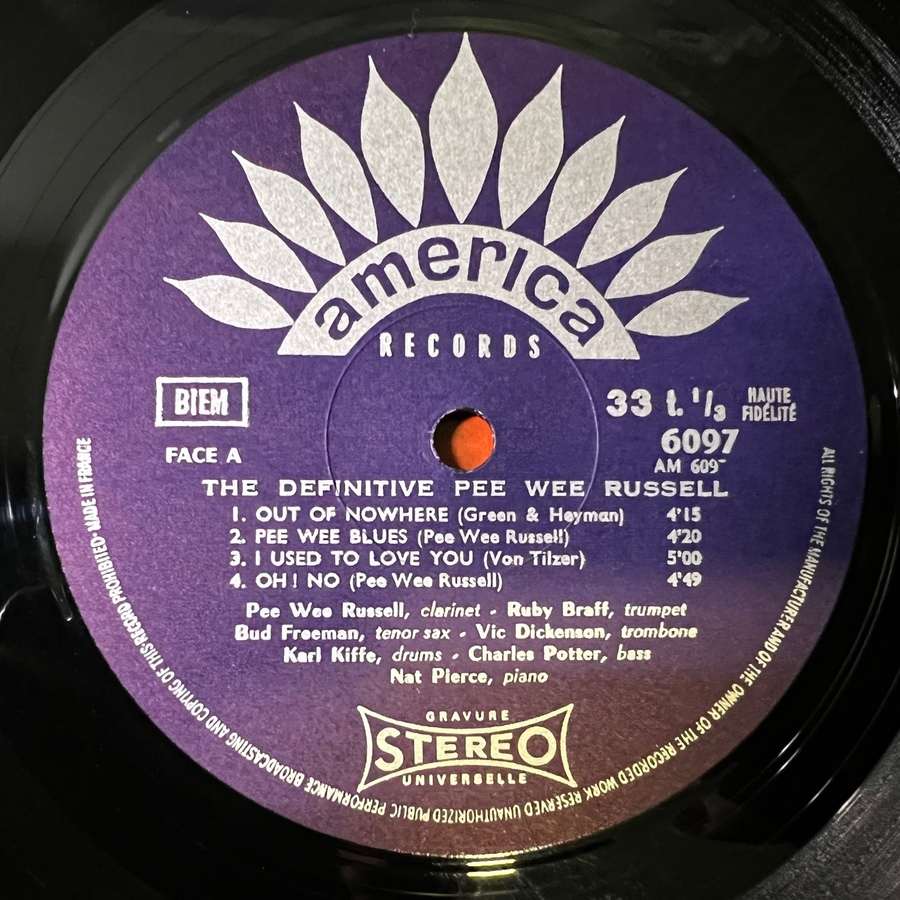 america
RECORDS
BIEM
33 t. 1/3
HAUTE
FIDÉLITÉ
FACE A
6097
AM 609
THE DEFINITIVE PEE WEE RUSSELL
1. OUT OF NOWHERE (Green & Heyman) 4'15
2. PEE WEE BLUES (Pee Wee Russell) 4'20
3. I USED TO LOVE YOU (Von Tilzer) 5'00
4. OH! NO (Pee Wee Russell) 4'49
Pee Wee Russell, clarinet - Ruby Braff, trumpet
Bud Freeman, tenor sax - Vic Dickenson, trombone
Karl Kiffe, drums - Charles Potter, bass
Nat Pierce, piano
GRAVURE
STEREO
UNIVERSELLE
ALL RIGHTS OF THE MANUFACTURER AND OF THE OWNER OF THE RECORDED WORK RESERVED UNAUTHORIZED PUBLIC PERFORMANCE BROADCASTING AND COPYING OF THIS RECORD PROHIBITED - MADE IN FRANCE